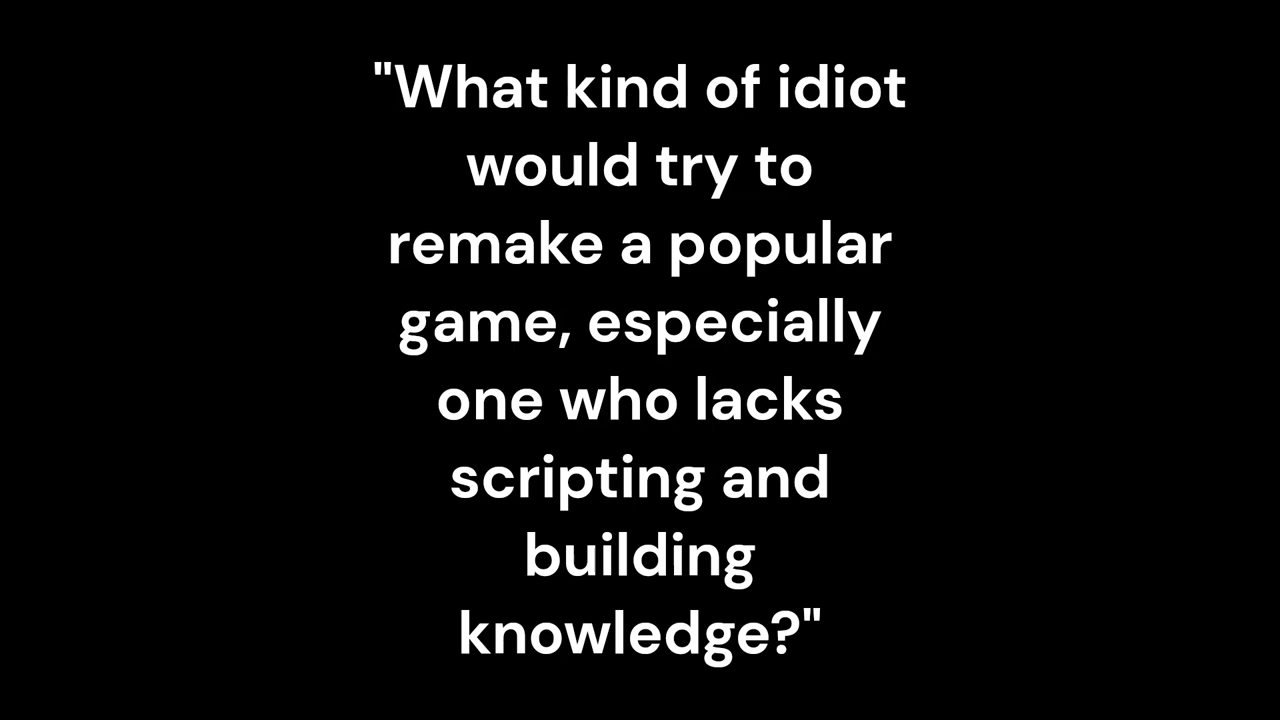 "What kind of idiot
would try to
remake a popular
game, especially
one who lacks
scripting and
building
knowledge?"